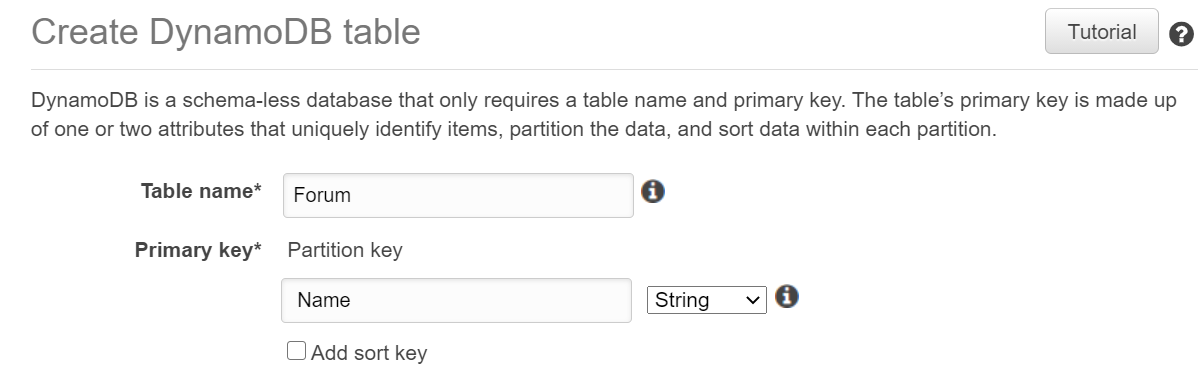 Create DynamoDB table
Tutorial
DynamoDB is a schema-less database that only requires a table name and primary key. The table’s primary key is made up
of one or two attributes that uniquely identify items, partition the data, and sort data within each partition.
Table name* Forum
Primary key* Partition key
Name String
Add sort key